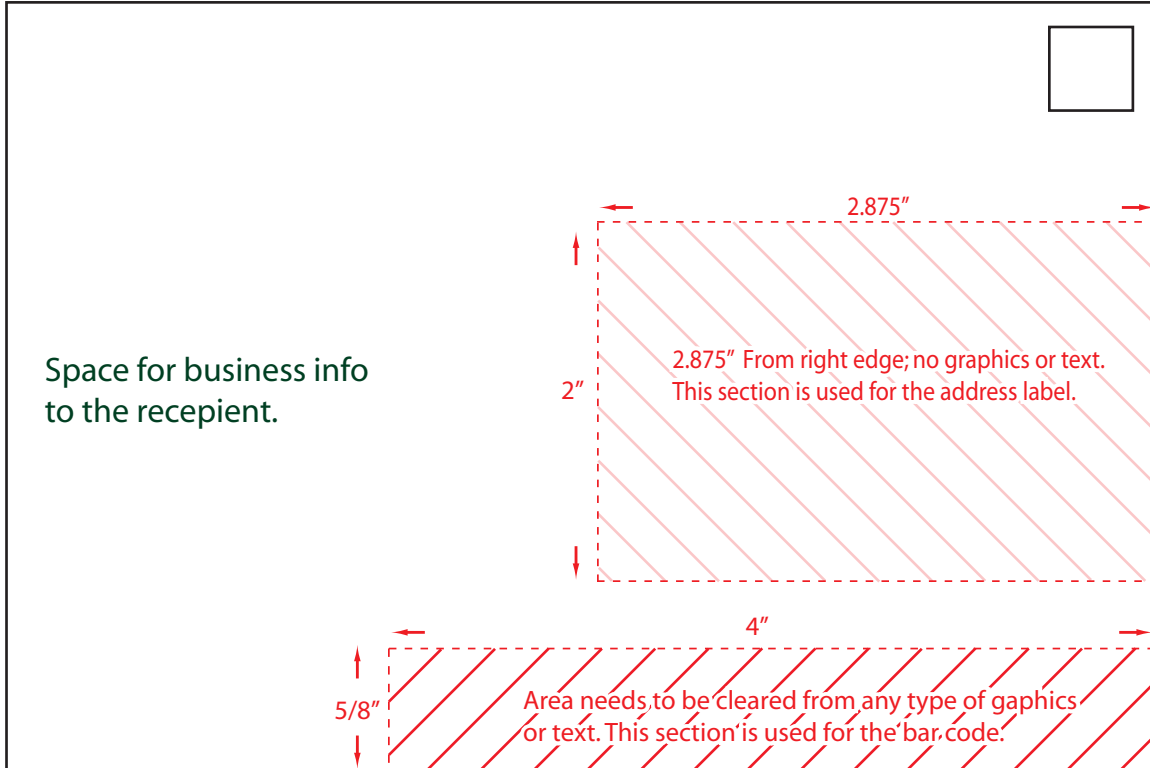 2.875”
2”
2.875” From right edge; no graphics or text.
This section is used for the address label.
Space for business info
to the recepient.
4”
5/8”
Area needs to be cleared from any type of gaphics
or text. This section is used for the bar code.